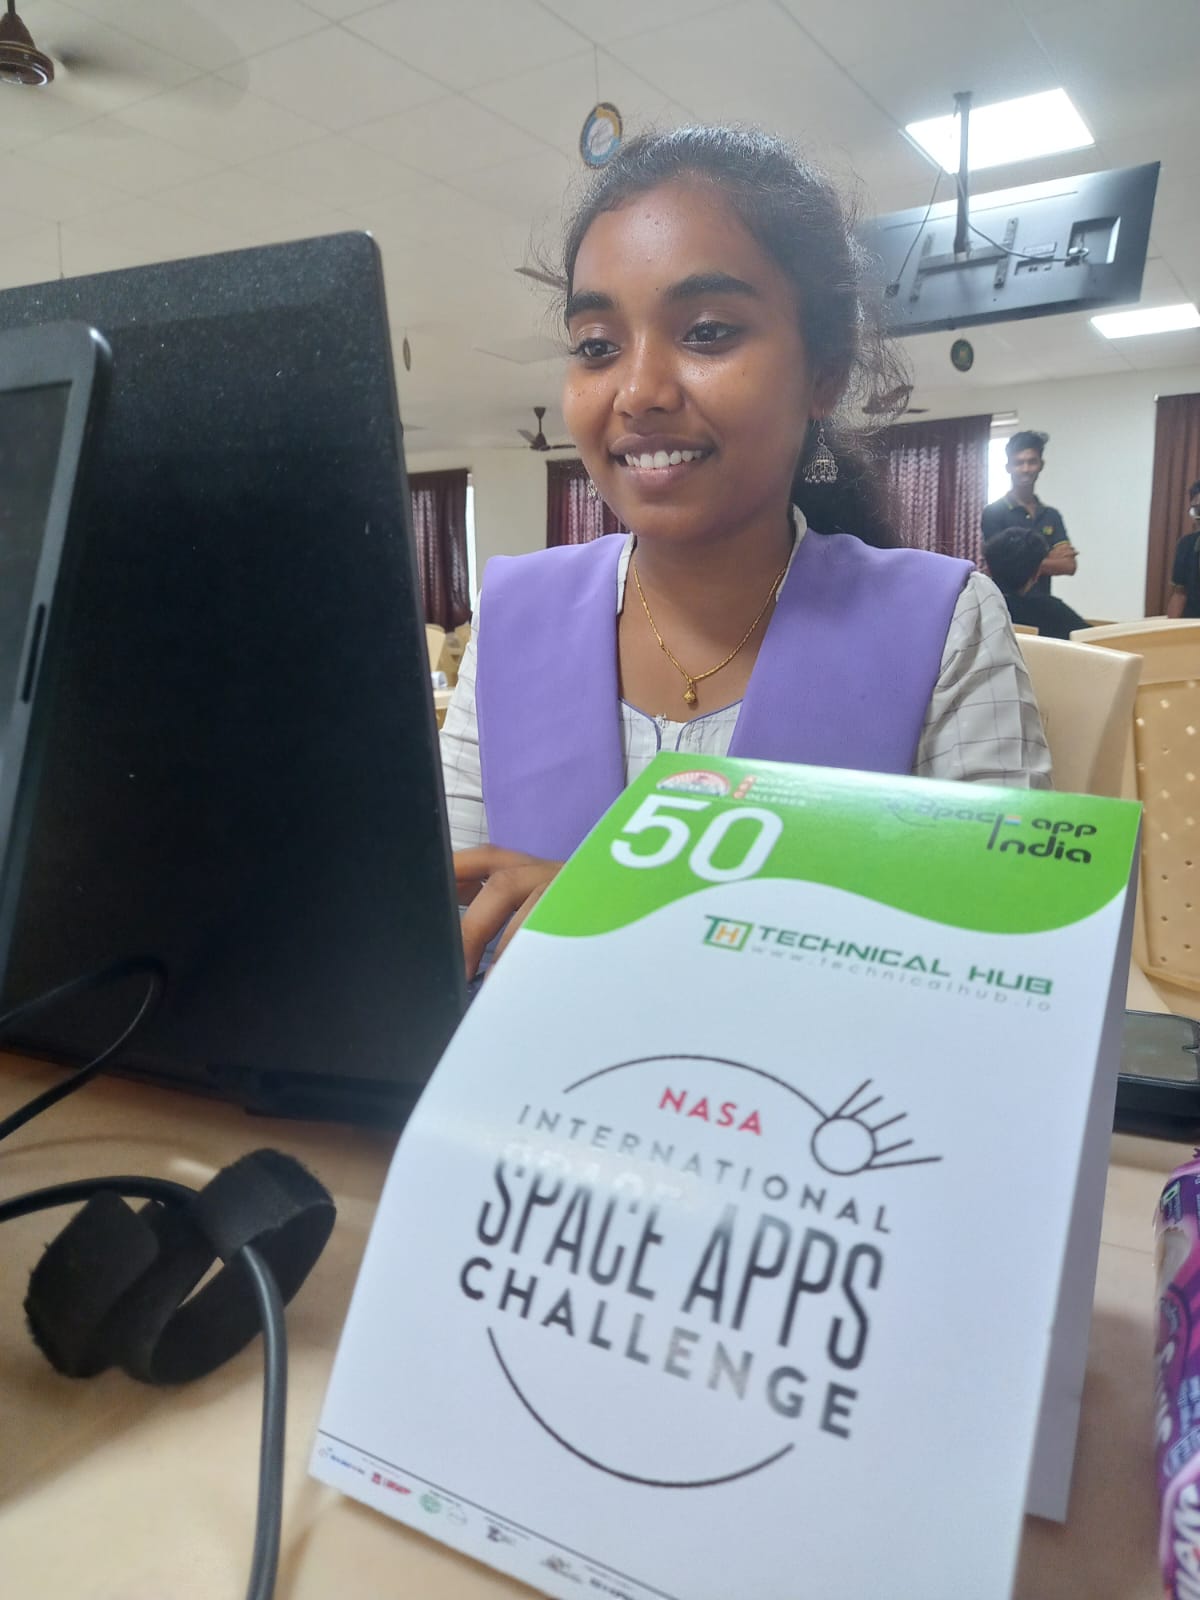 50
Space app
India
TECHNICAL HUB
www.technicalhub.io
NASA
INTERNATIONAL
SPACE APPS
CHALLENGE